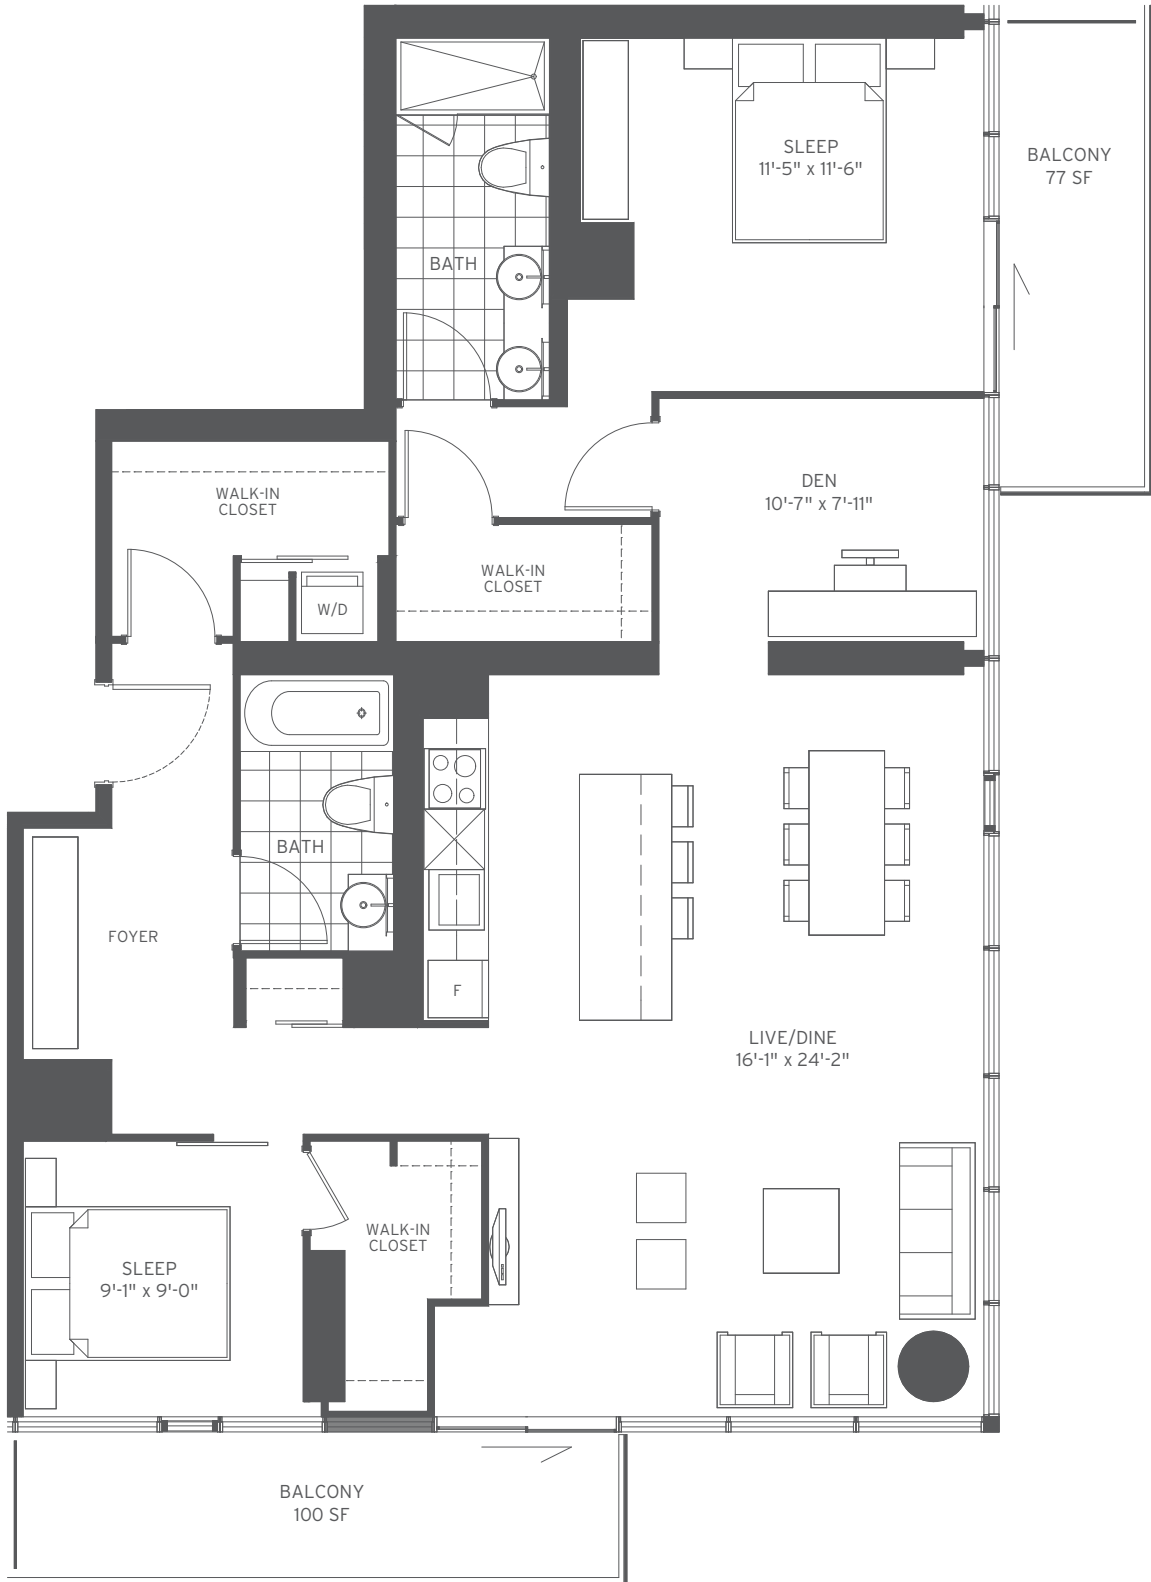 SLEEP
11'-5" x 11'-6"
BALCONY
77 SF
BATH
WALK-IN
CLOSET
DEN
10'-7" x 7'-11"
WALK-IN
CLOSET
W/D
BATH
FOYER
F
LIVE/DINE
16'-1" x 24'-2"
WALK-IN
CLOSET
SLEEP
9'-1" x 9'-0"
BALCONY
100 SF